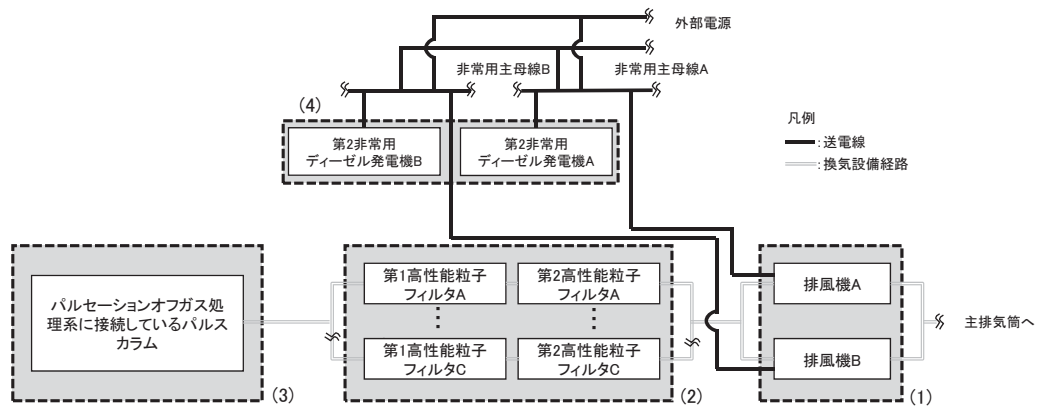 外部電源
非常用主母線B
非常用主母線A
(4)
第2非常用
ディーゼル発電機B
第2非常用
ディーゼル発電機A
凡例
:送電線
:換気設備経路
パルセーションオフガス処
理系に接続しているパルス
カラム
(3)
第1高性能粒子
フィルタA
第2高性能粒子
フィルタA
第1高性能粒子
フィルタC
第2高性能粒子
フィルタC
(2)
排風機A
排風機B
(1)
主排気筒へ